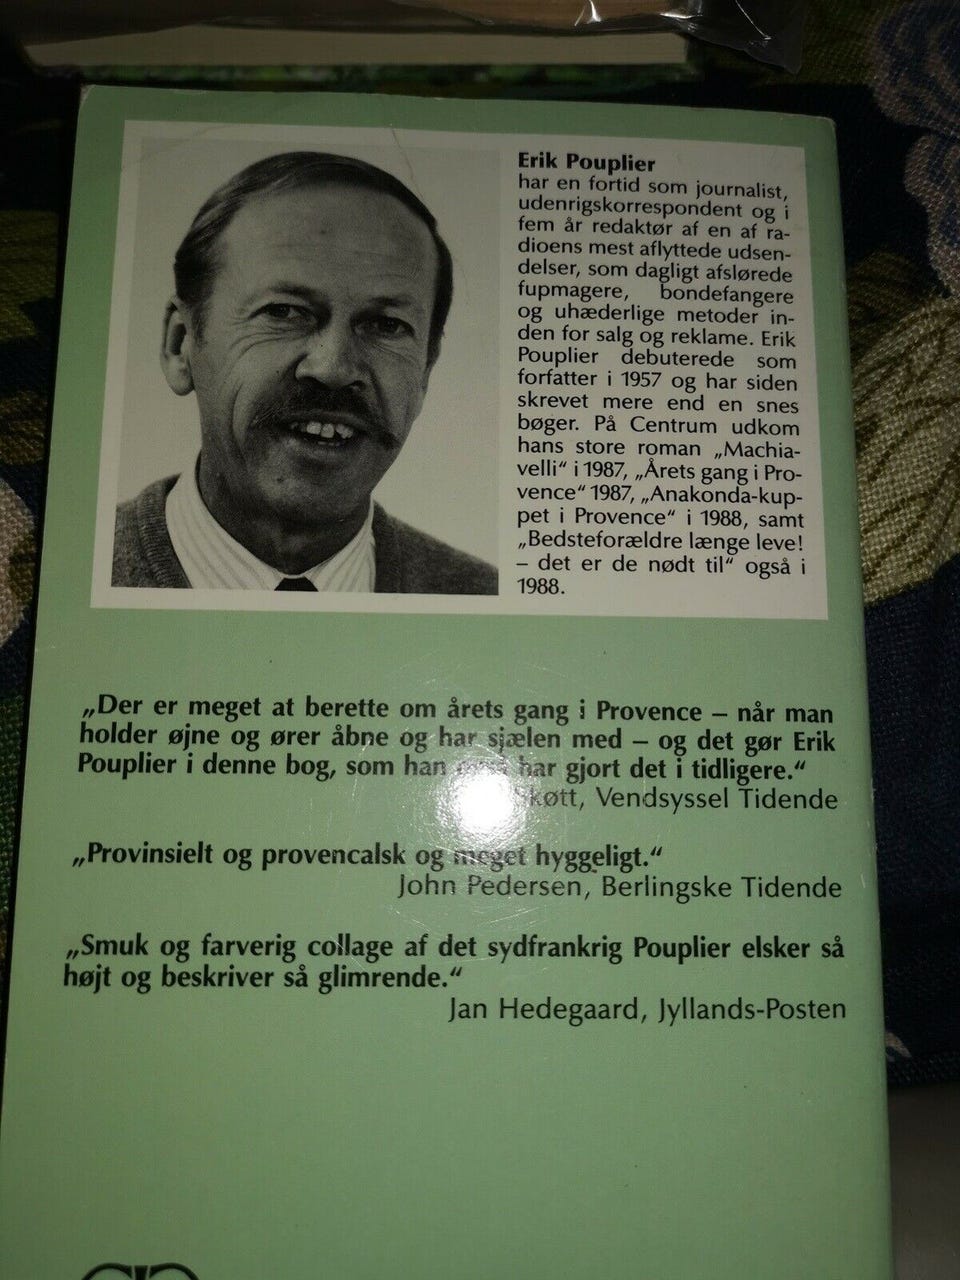 Erik Pouplier
har en fortid som journalist,
udenrigskorrespondent og i
fem år redaktør af en af ra-
dioens mest aflyttede udsen-
delser, som dagligt afslørede
fupmagere, bondefangere
og uhæderlige metoder in-
den for salg og reklame. Erik
Pouplier debuterede som
forfatter i 1957 og har siden
skrevet mere end en snes
bøger. På Centrum udkom
hans store roman „Machia-
velli“ i 1987, „Årets gang i Pro-
vence“ 1987, „Anakonda-kup-
pet i Provence“ i 1988, samt
„Bedsteforældre længe leve!
– det er de nødt til“ også i
1988.
„Der er meget at berette om årets gang i Provence – når man
holder øjne og ører åbne og har sjælen med – og det gør Erik
Pouplier i denne bog, som han har gjort det i tidligere.“
Skøtt, Vendsyssel Tidende
„Provinsielt og provencalsk og meget hyggeligt.“
John Pedersen, Berlingske Tidende
„Smuk og farverig collage af det sydfrankrig Pouplier elsker så
højt og beskriver så glimrende.“
Jan Hedegaard, Jyllands-Posten